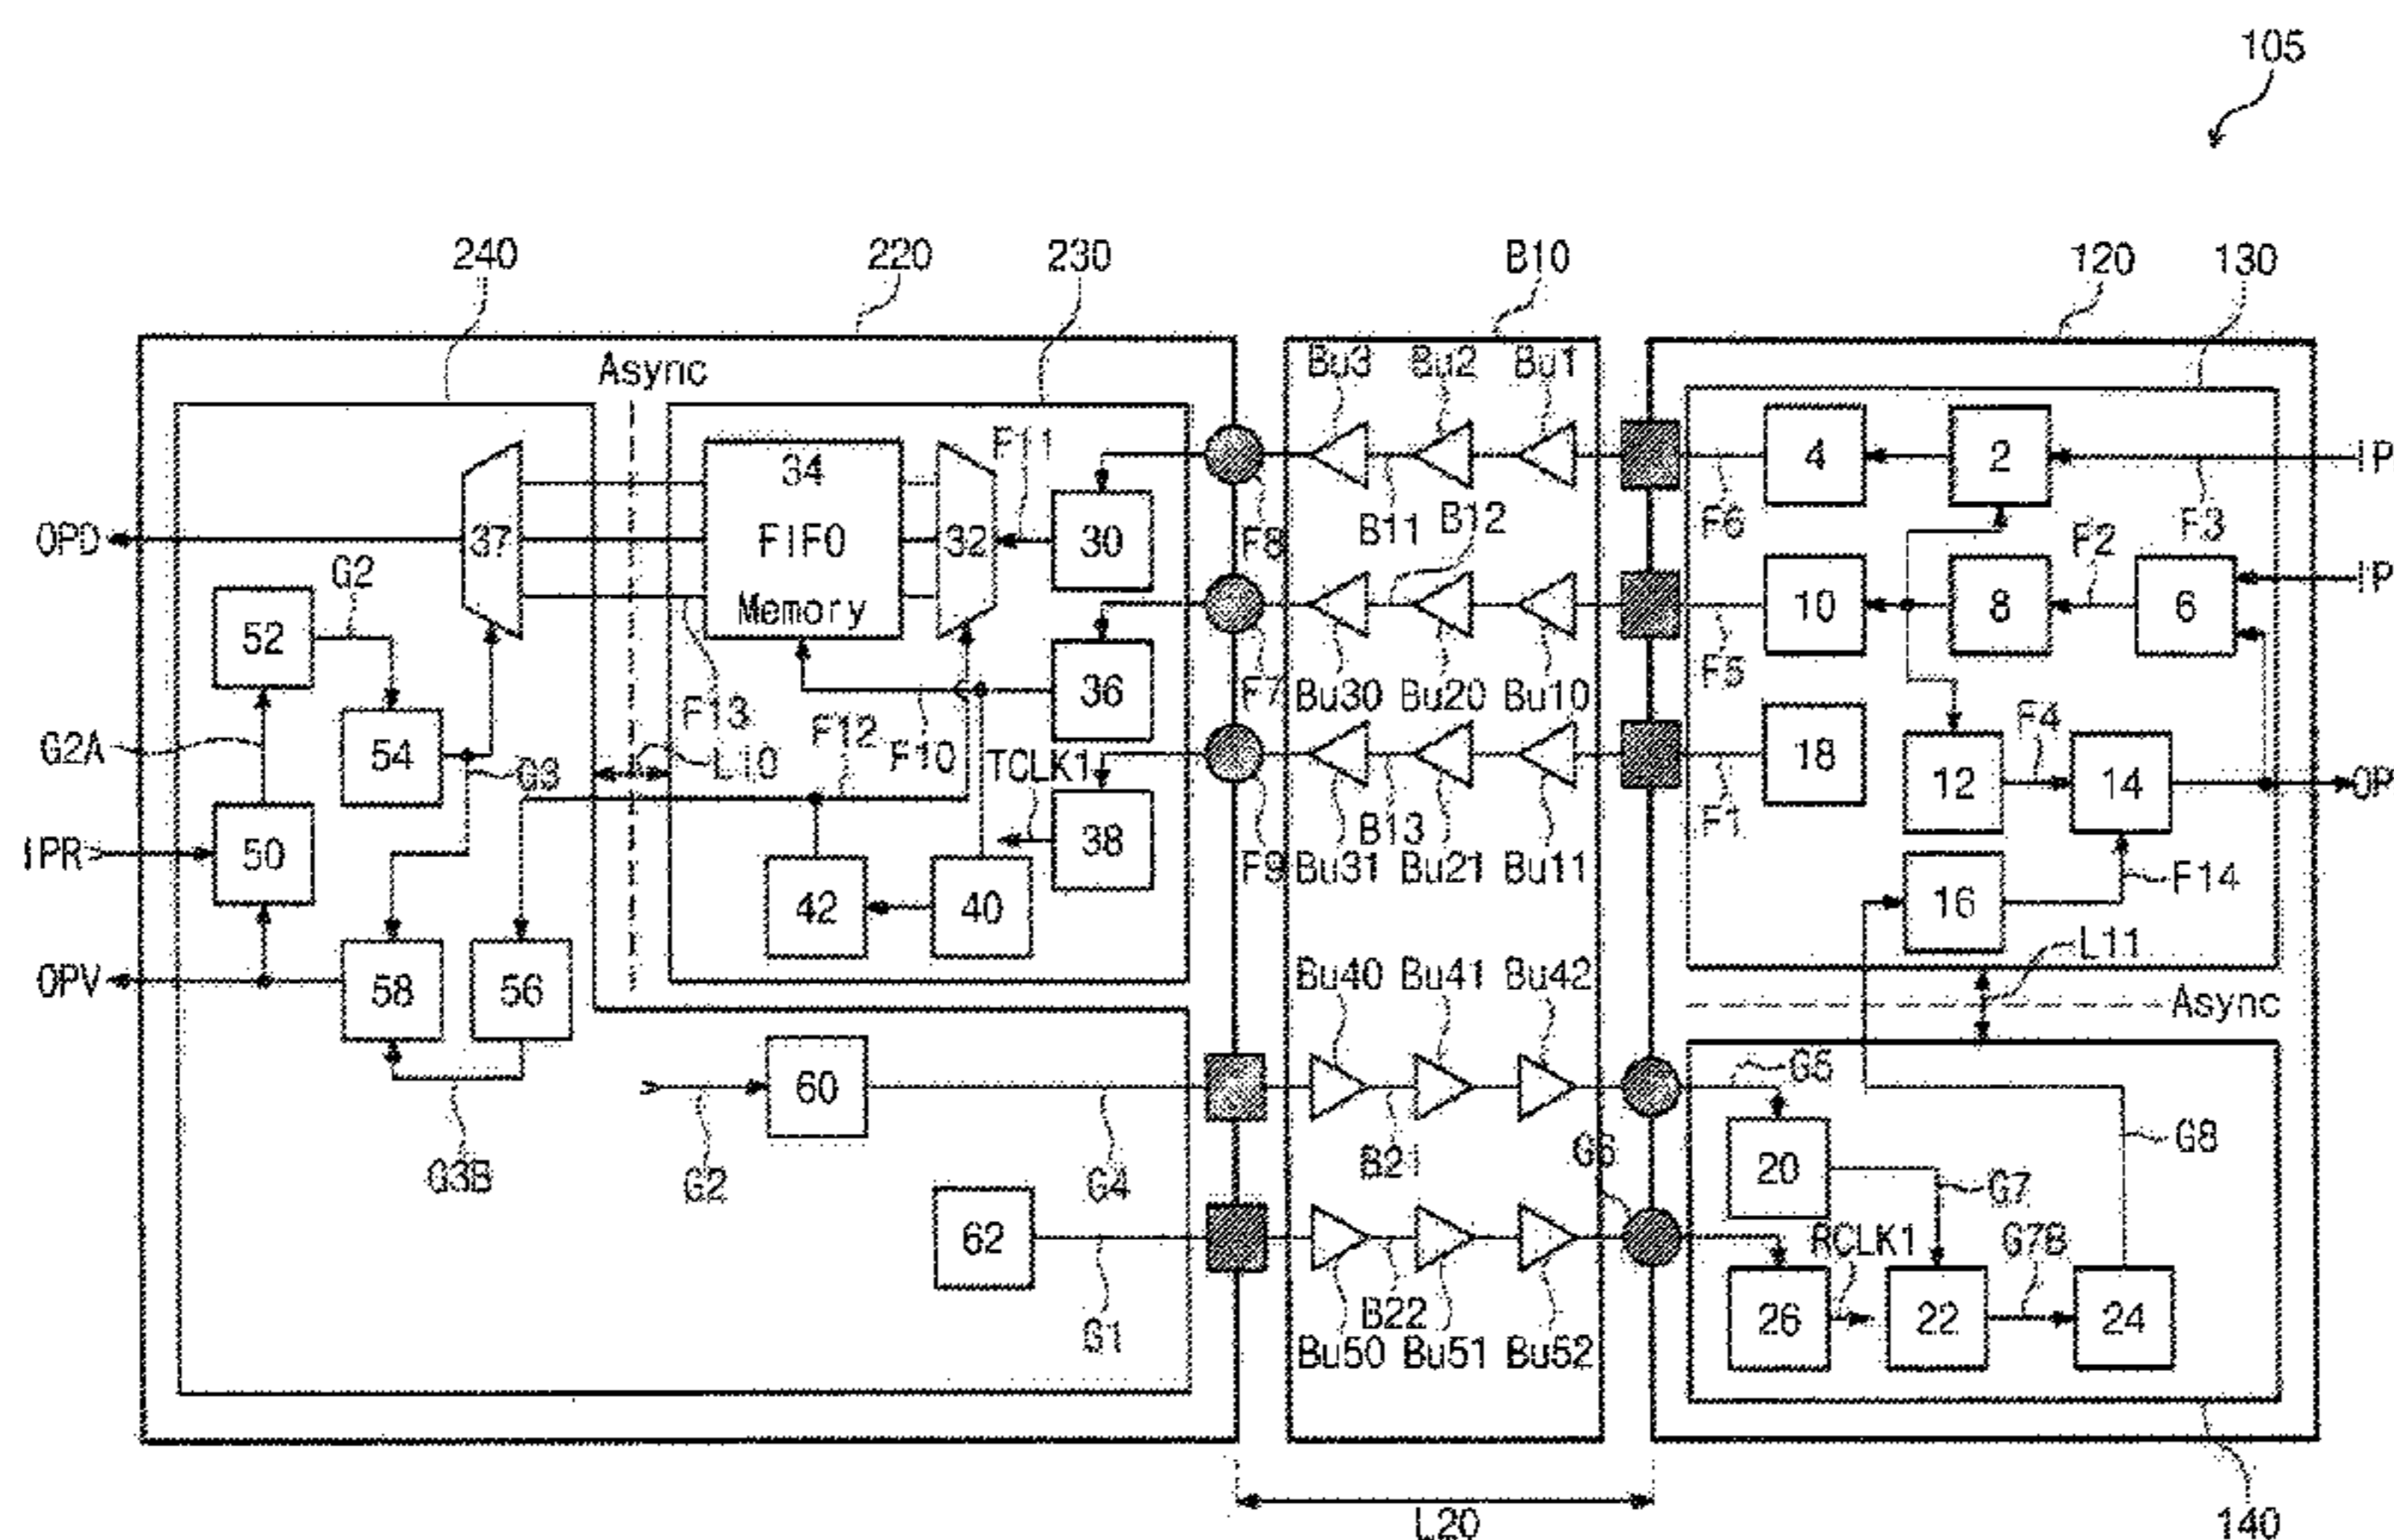 105
240 220 230 B10 120 130
Async Bu3 Bu2 Bu1
F11 34 4 2 IP
OPD 37 FIFO 32 30 F8 B11 B12 F6 F3
G2 Memory F2 IP
52 10 8 6
36 F7 Bu30 Bu20 Bu10 F5
G2A 54 G3 L10 F13 F12 F10 TCLK1 F4
18 12 14 OP
IPR 50 38 F9 B13 F1
Bu31 Bu21 Bu11
42 40 16 F14
OPV 58 56 Bu40 Bu41 Bu42 L11
Async
60 G5
G3B G2 G4 B21 G6 20 G8
G7
62 RCLK1 G7B
G1 B22 26 22 24
Bu50 Bu51 Bu52
L20 140